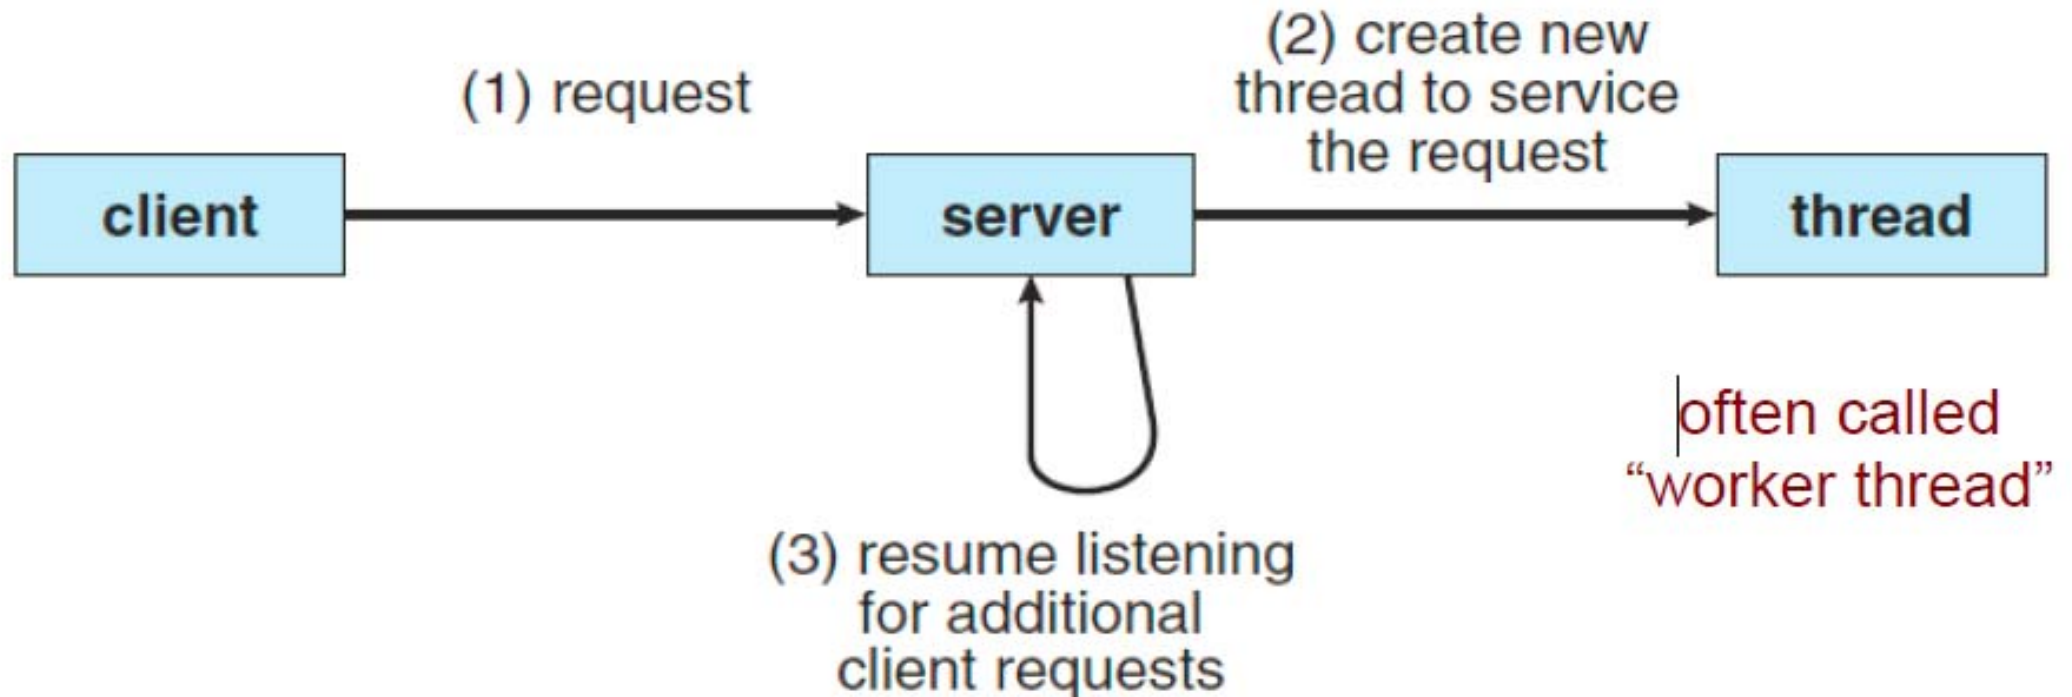 (1) request
(2) create new
thread to service
the request
client
server
thread
often called
“worker thread”
(3) resume listening
for additional
client requests